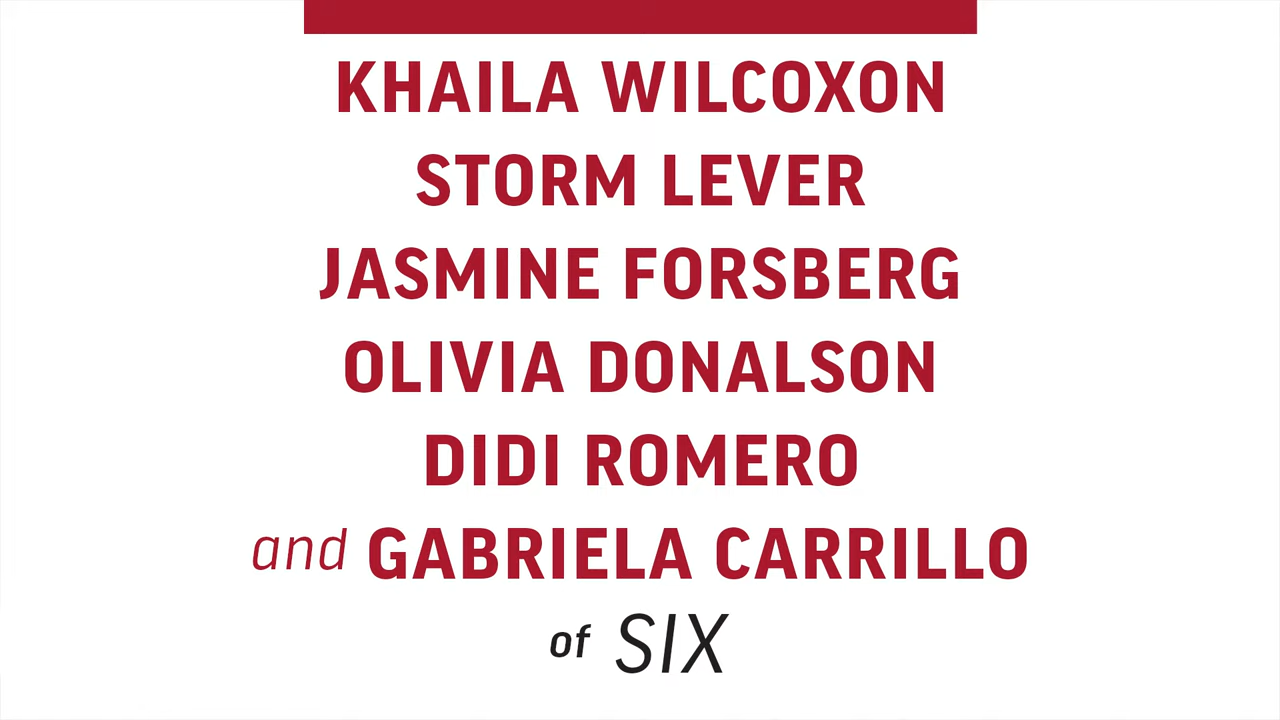 KHAILA WILCOXON
STORM LEVER
JASMINE FORSBERG
OLIVIA DONALSON
DIDI ROMERO
and GABRIELA CARRILLO
of SIX